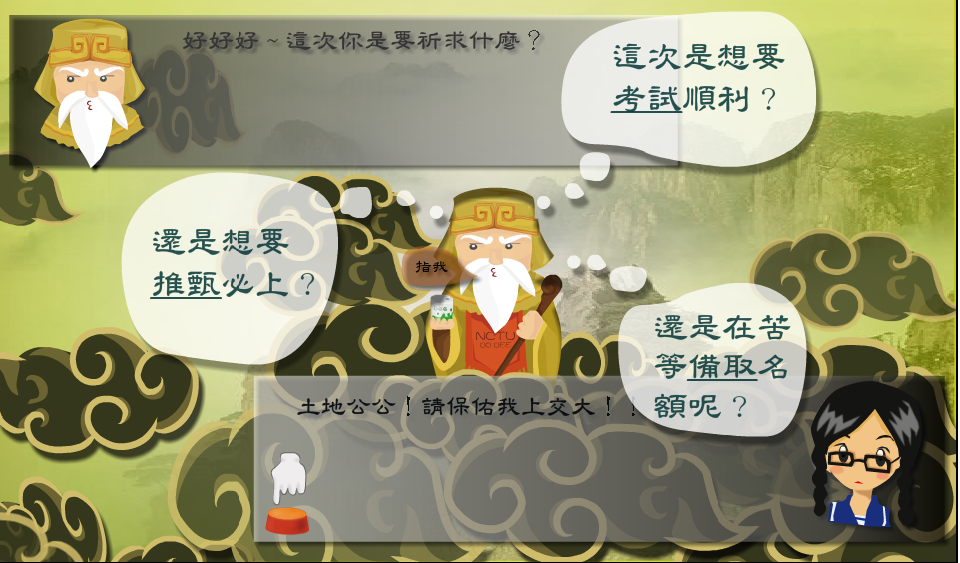 好好好～這次你是要祈求什麼？
這次是想要
考試順利？
還是想要
推甄必上？
指我
NCTU
還是在苦
等備取名
額呢？
土地公公！請保佑我上交大！！